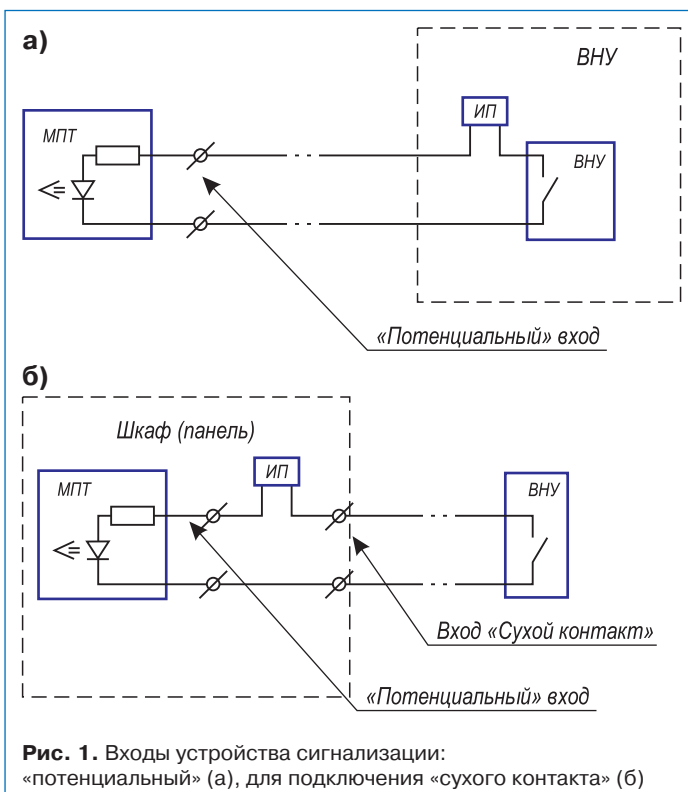 а)
ВНУ
МПТ
ИП
ВНУ
«Потенциальный» вход
б)
Шкаф (панель)
МПТ
ИП
ВНУ
Вход «Сухой контакт»
«Потенциальный» вход
Рис. 1. Входы устройства сигнализации:
«потенциальный» (а), для подключения «сухого контакта» (б)